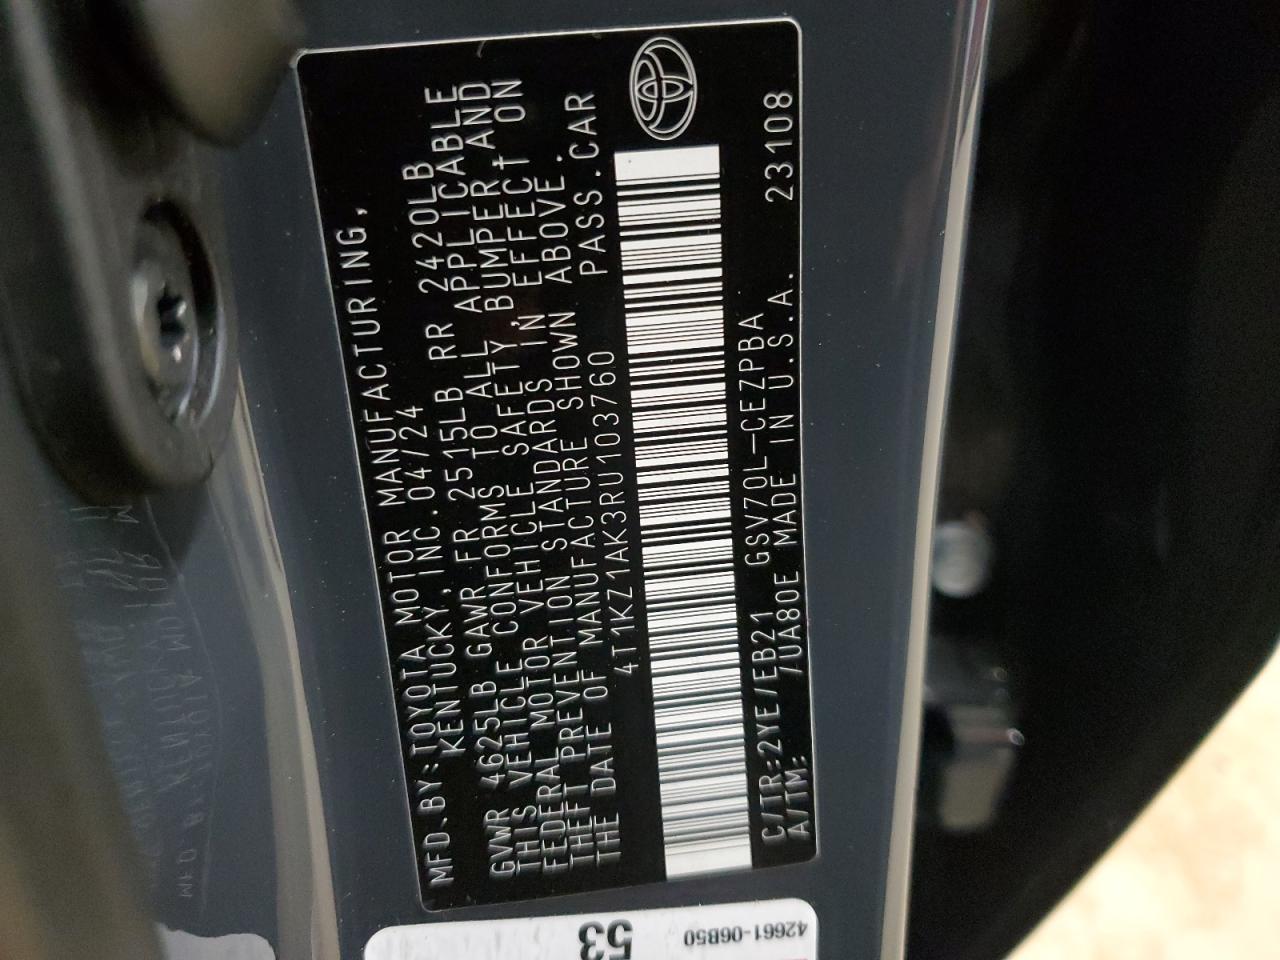 MFD.BY:TOYOTA MOTOR MANUFACTURING,
KENTUCKY,INC.04/24
GVWR 4625LB GAWR FR 2515LB RR 2420LB
THIS VEHICLE CONFORMS TO ALL APPLICABLE
FEDERAL MOTOR VEHICLE SAFETY,BUMPER,AND
THEFT PREVENTION STANDARDS IN EFFECT ON
THE DATE OF MANUFACTURE SHOWN ABOVE.
4T1KZ1AK3RU103760 PASS.CAR
C/TR:2YE/EB21 GSV70L-CEZPBA 23108
A/TM: /UA80E MADE IN U.S.A.
53
42661-06B50